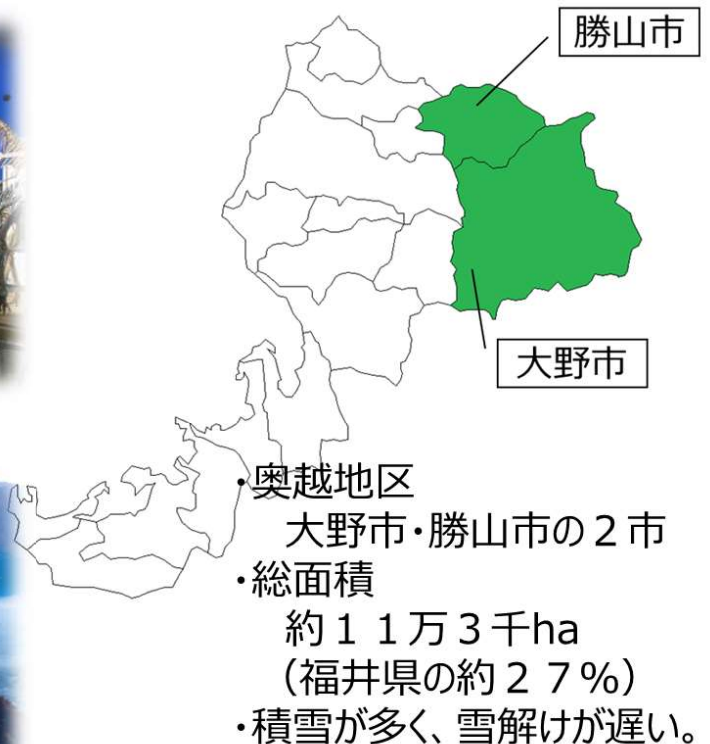 勝山市
大野市
・奥越地区
大野市・勝山市の２市
・総面積
約１１万３千ha
（福井県の約２７％）
・積雪が多く、雪解けが遅い。